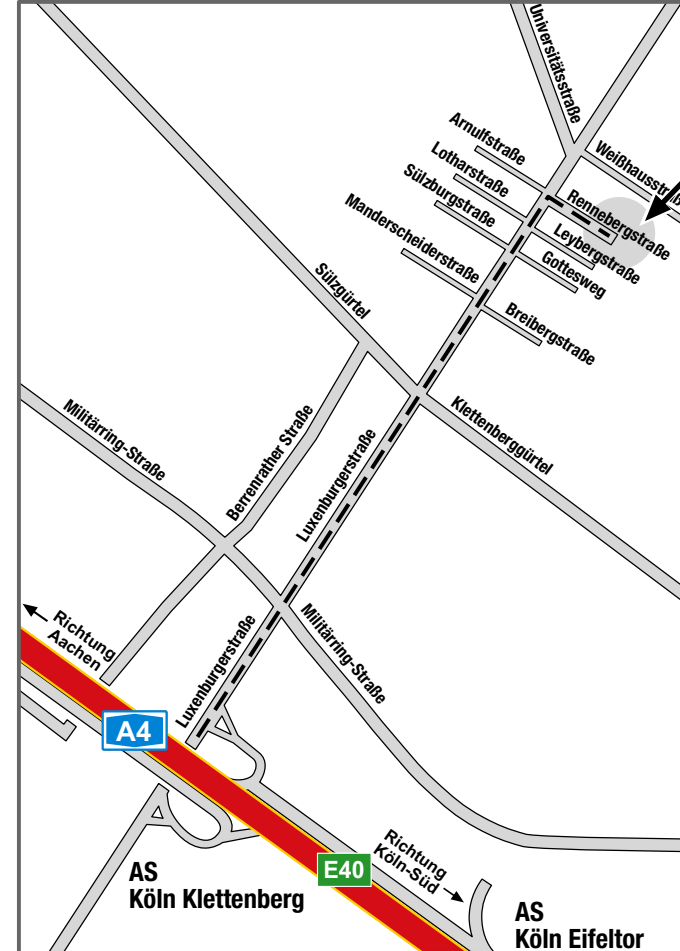 Universitätsstraße
Arnulfstraße
Weißhausstraße
Lotharstraße
Sülzburgstraße
Rennebergstraße
Manderscheiderstraße
Leybergstraße
Gottesweg
Sülzgürtel
Breibergstraße
Militärring-Straße
Berrenrather Straße
Luxenburgerstraße
Klettenberggürtel
Richtung
Aachen
Luxenburgerstraße
Militärring-Straße
A4
Richtung
Köln-Süd
E40
AS
Köln Klettenberg
AS
Köln Eifeltor